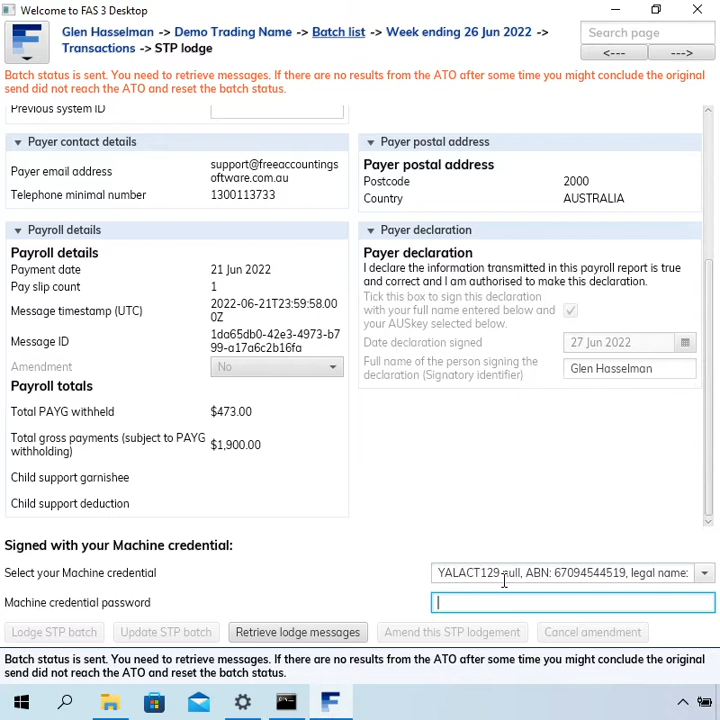 Welcome to FAS 3 Desktop
Glen Hasselman -> Demo Trading Name -> Batch list -> Week ending 26 Jun 2022 ->
Transactions -> STP lodge
Search page
<---
--->
Batch status is sent. You need to retrieve messages. If there are no results from the ATO after some time you might conclude the original
send did not reach the ATO and reset the batch status.
Previous system ID
Payer contact details
Payer email address
support@freeaccountings
oftware.com.au
Telephone minimal number 1300113733
Payer postal address
Payer postal address
Postcode 2000
Country AUSTRALIA
Payroll details
Payroll details
Payment date 21 Jun 2022
Pay slip count 1
Message timestamp (UTC)
2022-06-21T23:59:58.00
0Z
Message ID
1da65db0-42e3-4973-b7
99-a17a6c2b16fa
Amendment No
Payroll totals
Total PAYG withheld $473.00
Total gross payments (subject to PAYG
withholding)
$1,900.00
Child support garnishee
Child support deduction
Payer declaration
Payer declaration
I declare the information transmitted in this payroll report is true
and correct and I am authorised to make this declaration.
Tick this box to sign this declaration
with your full name entered below and
your AUSkey selected below.
Date declaration signed 27 Jun 2022
Full name of the person signing the
declaration (Signatory identifier)
Glen Hasselman
Signed with your Machine credential:
Select your Machine credential
YALACT129 null, ABN: 67094544519, legal name:
Machine credential password
Lodge STP batch
Update STP batch
Retrieve lodge messages
Amend this STP lodgement
Cancel amendment
Batch status is sent. You need to retrieve messages. If there are no results from the ATO after some time you might conclude the original
send did not reach the ATO and reset the batch status.